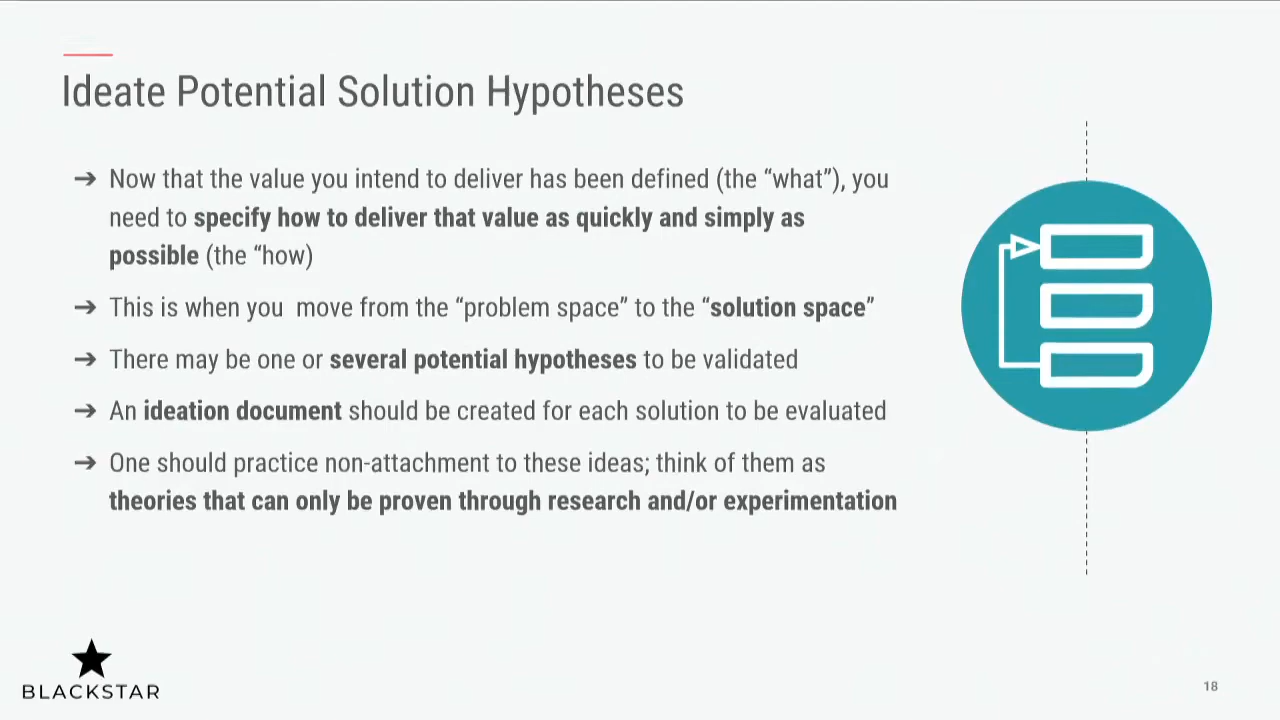 Ideate Potential Solution Hypotheses
➔ Now that the value you intend to deliver has been defined (the “what”), you
need to specify how to deliver that value as quickly and simply as
possible (the “how)
➔ This is when you  move from the “problem space” to the “solution space”
➔ There may be one or several potential hypotheses to be validated
➔ An ideation document should be created for each solution to be evaluated
➔ One should practice non-attachment to these ideas; think of them as
theories that can only be proven through research and/or experimentation
BLACKSTAR
18